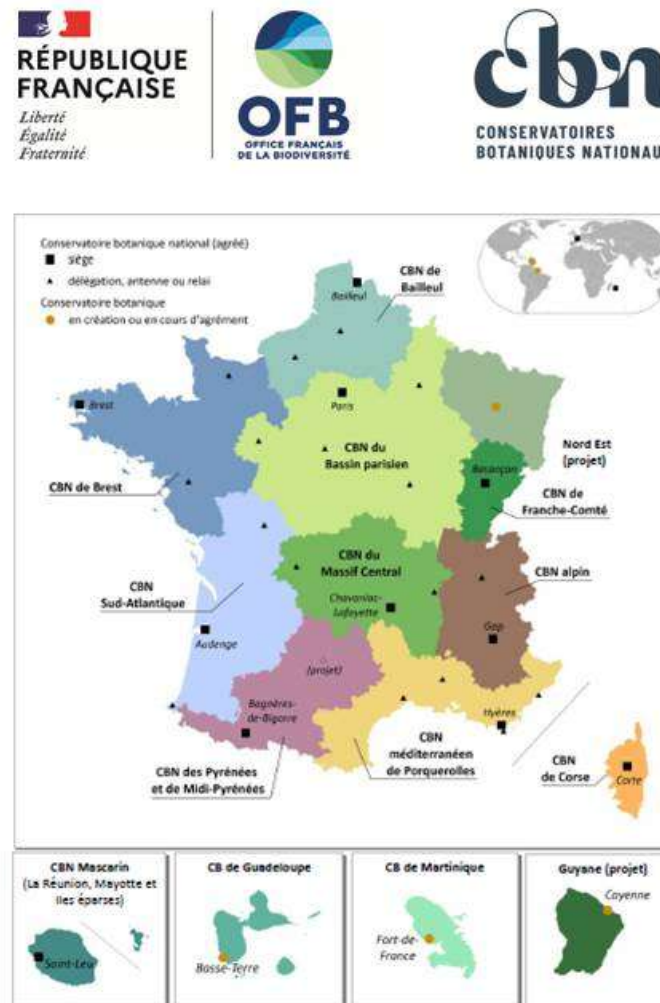 RÉPUBLIQUE
FRANÇAISE
Liberté
Égalité
Fraternité
OFB
OFFICE FRANÇAIS
DE LA BIODIVERSITÉ
cbn
CONSERVATOIRES
BOTANIQUES NATIONAU
Conservatoire botanique national (agréé)
siège
délégation, antenne ou relai
Conservatoire botanique
en création ou en cours d'agrément
CBN de
Bailleul
Bailleul
Brest
Paris
CBN du
Bassin parisien
Nord Est
(projet)
Besançon
CBN de Brest
CBN de
Franche-Comté
CBN du
Massif Central
CBN alpin
CBN
Sud-Atlantique
Chavaniac-
Lafayette
Audenge
Gap
(projet)
Bagnères-
de-Bigorre
Hyères
CBN
méditerranéen
de Porquerolles
CBN
de Corse
Corte
CBN des Pyrénées
et de Midi-Pyrénées
CBN Mascarin
(La Réunion, Mayotte et
Iles éparses)
Saint-Leu
CB de Guadeloupe
Basse-Terre
CB de Martinique
Fort-de-
France
Guyane (projet)
Cayenne